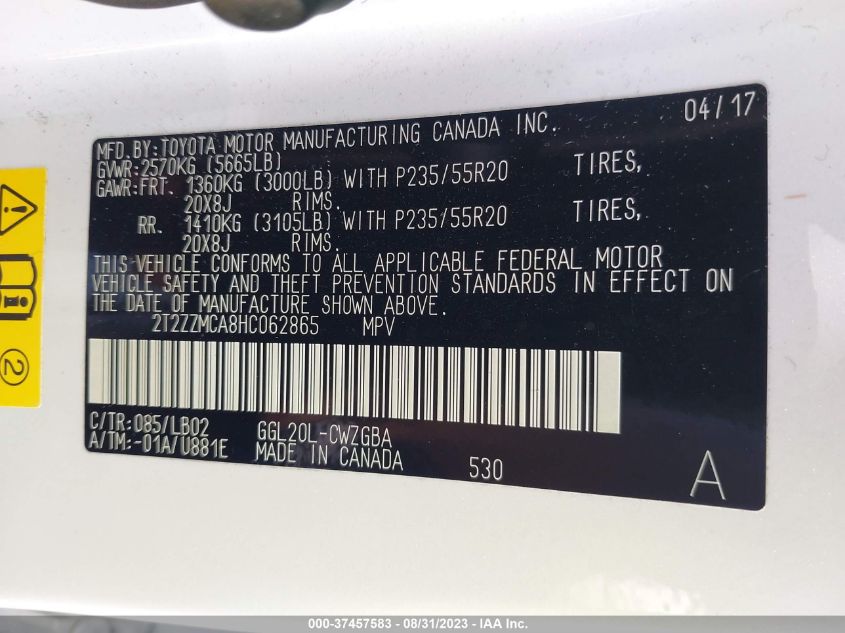 04/17
MFD.BY:TOYOTA MOTOR MANUFACTURING CANADA INC.
GVWR:2570KG (5665LB)
GAWR:FRT. 1360KG (3000LB) WITH P235/55R20 TIRES,
20X8J RIMS.
RR. 1410KG (3105LB) WITH P235/55R20 TIRES,
20X8J RIMS.
THIS VEHICLE CONFORMS TO ALL APPLICABLE FEDERAL MOTOR
VEHICLE SAFETY AND THEFT PREVENTION STANDARDS IN EFFECT ON
THE DATE OF MANUFACTURE SHOWN ABOVE.
2T2ZZMCA8HC062865 MPV
C/TR:085/LB02 GGL20L-CWZGBA
A/TM:-01A/U881E MADE IN CANADA 530 A
2
000-37457583 - 08/31/2023 - IAA Inc.